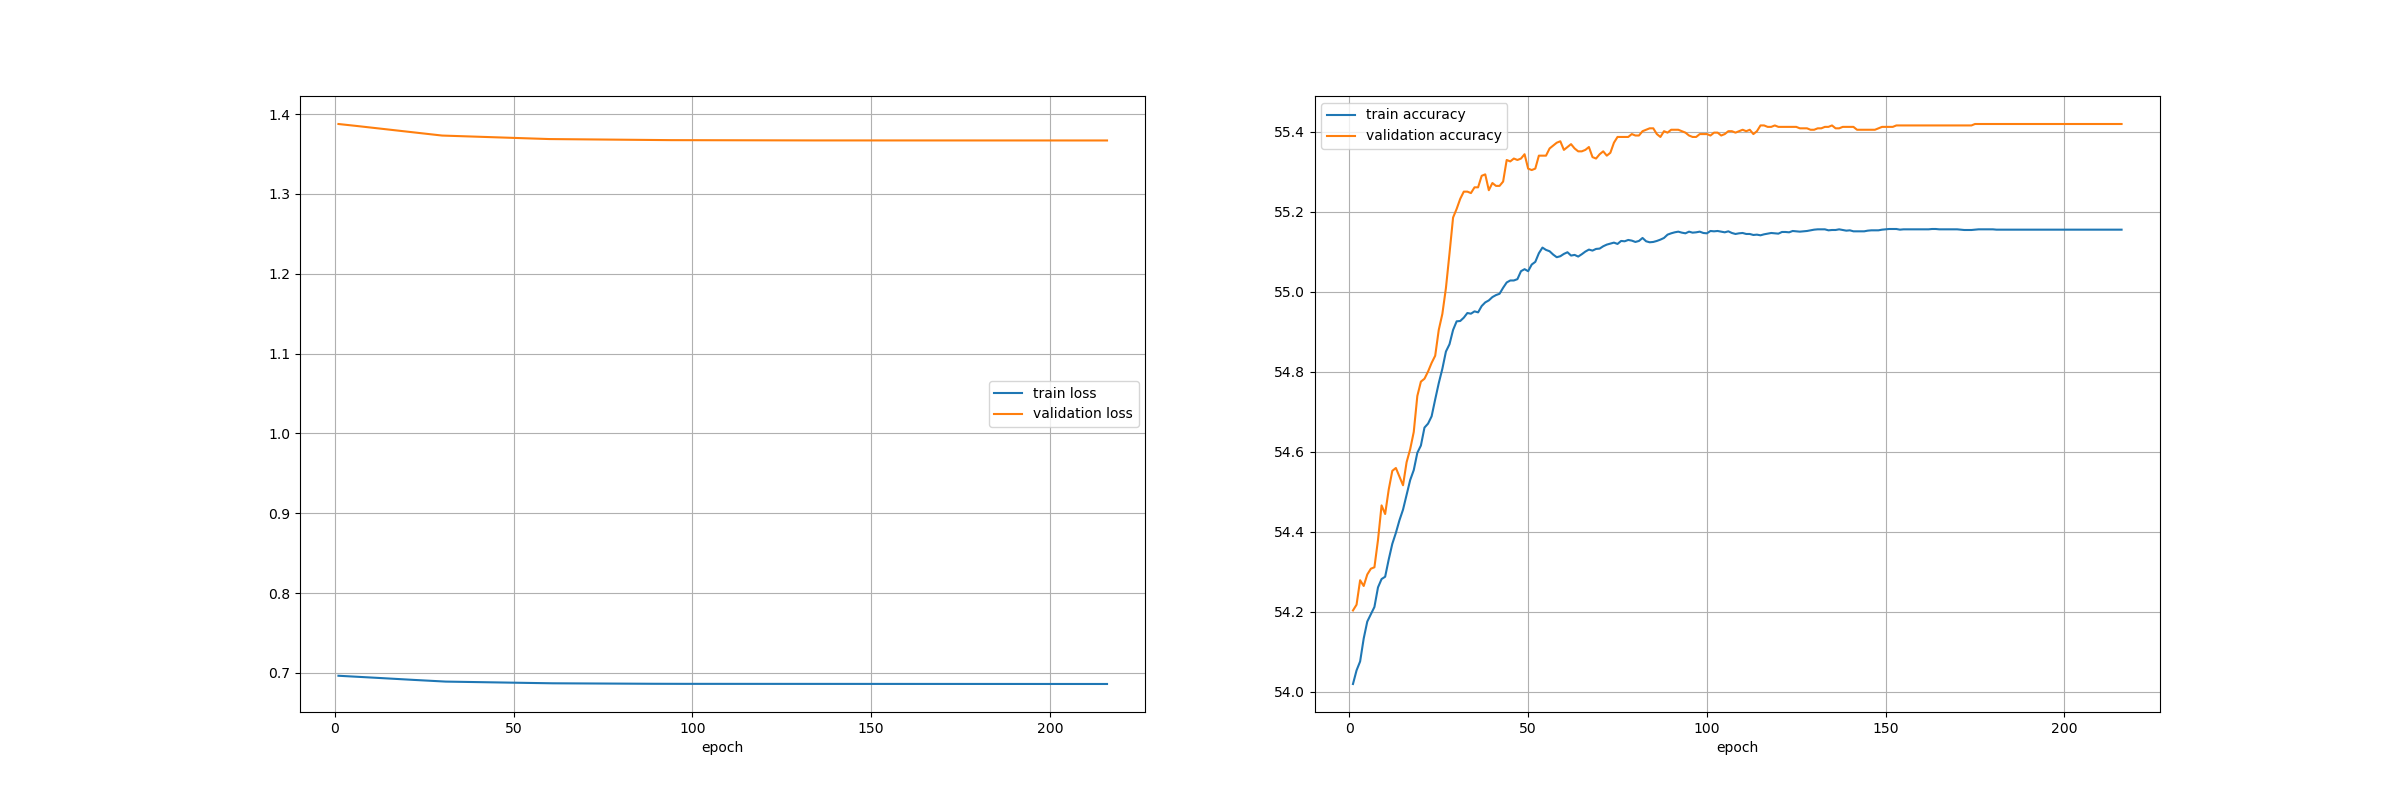 1.4
1.3
1.2
1.1
1.0
0.9
0.8
0.7
train loss
validation loss
0 50 100 150 200
epoch
train accuracy
validation accuracy
55.4
55.2
55.0
54.8
54.6
54.4
54.2
54.0
0 50 100 150 200
epoch